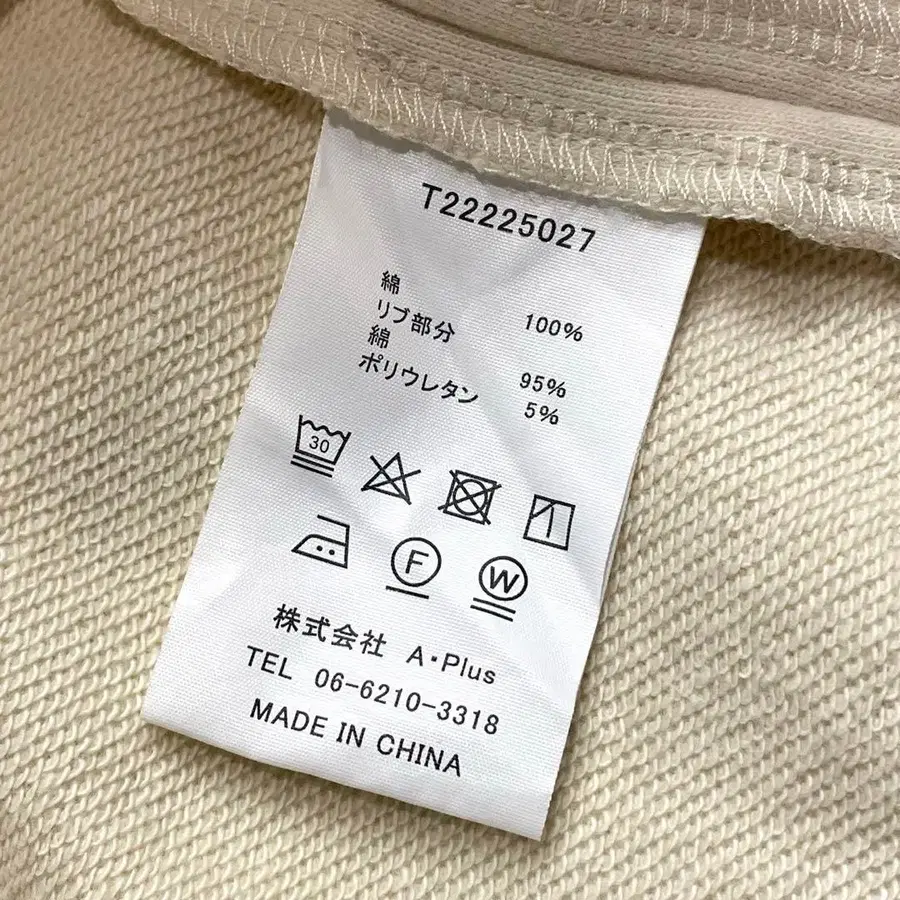 T22225027
綿 100%
リブ部分
綿 95%
ポリウレタン 5%
30
F W
株式会社 A・Plus
TEL 06-6210-3318
MADE IN CHINA